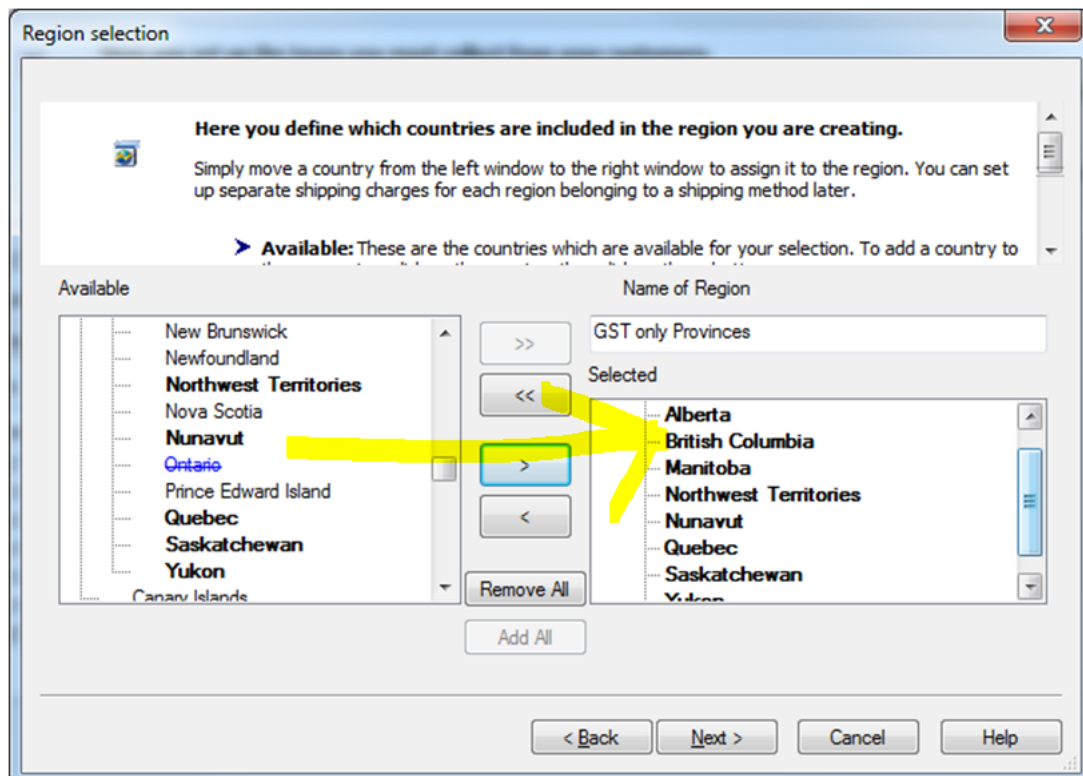 Region selection
Here you define which countries are included in the region you are creating.
Simply move a country from the left window to the right window to assign it to the region. You can set
up separate shipping charges for each region belonging to a shipping method later.
Available: These are the countries which are available for your selection. To add a country to
Available
New Brunswick
Newfoundland
Northwest Territories
Nova Scotia
Nunavut
Ontario
Prince Edward Island
Quebec
Saskatchewan
Yukon
Canary Islands
>>
<<
>
<
Remove All
Add All
Name of Region
GST only Provinces
Selected
Alberta
British Columbia
Manitoba
Northwest Territories
Nunavut
Quebec
Saskatchewan
Yukon
< Back
Next >
Cancel
Help